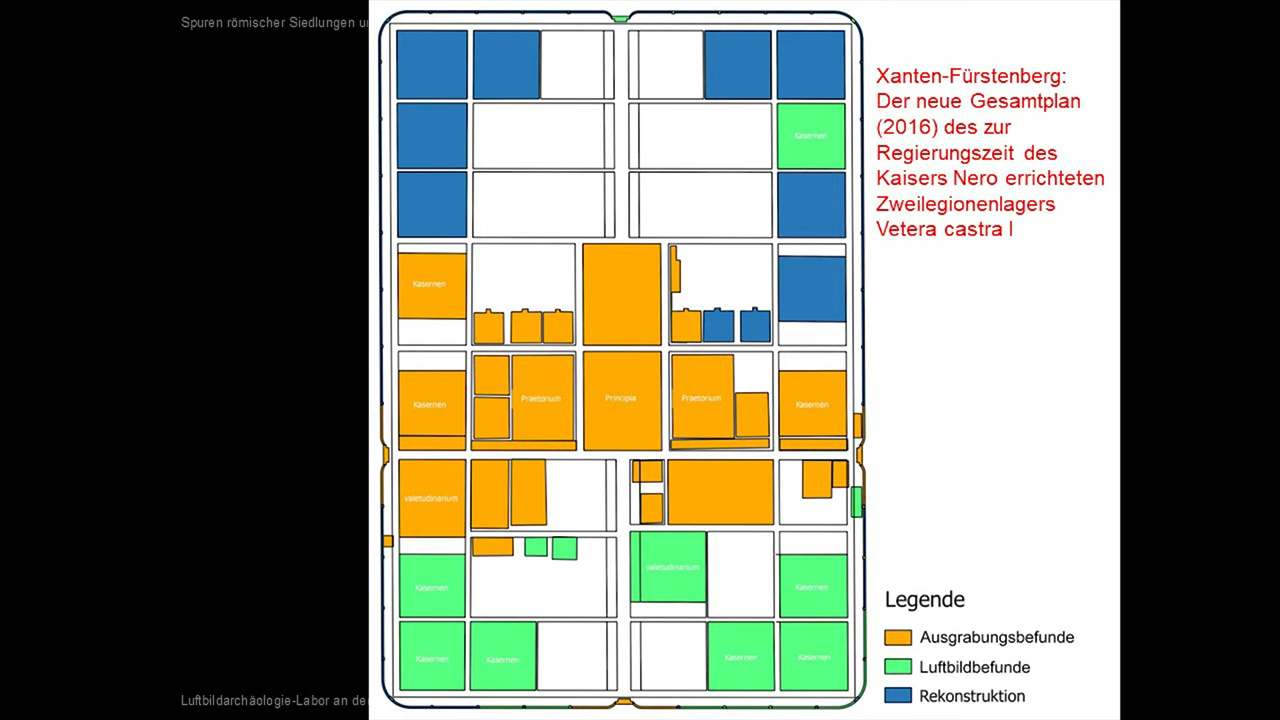 Spuren römischer Siedlungen u
Xanten-Fürstenberg:
Der neue Gesamtplan
(2016) des zur
Regierungszeit des
Kaisers Nero errichteten
Zweilegionenlagers
Vetera castra I
Kasernen
Kasernen
Kasernen
Praetorium
Principia
Praetorium
Kasernen
valetudinarium
valetudinarium
Kasernen
Kasernen
Kasernen
Kasernen
Kasernen
Kasernen
Legende
Ausgrabungsbefunde
Luftbildbefunde
Rekonstruktion
Luftbildarchäologie-Labor an de